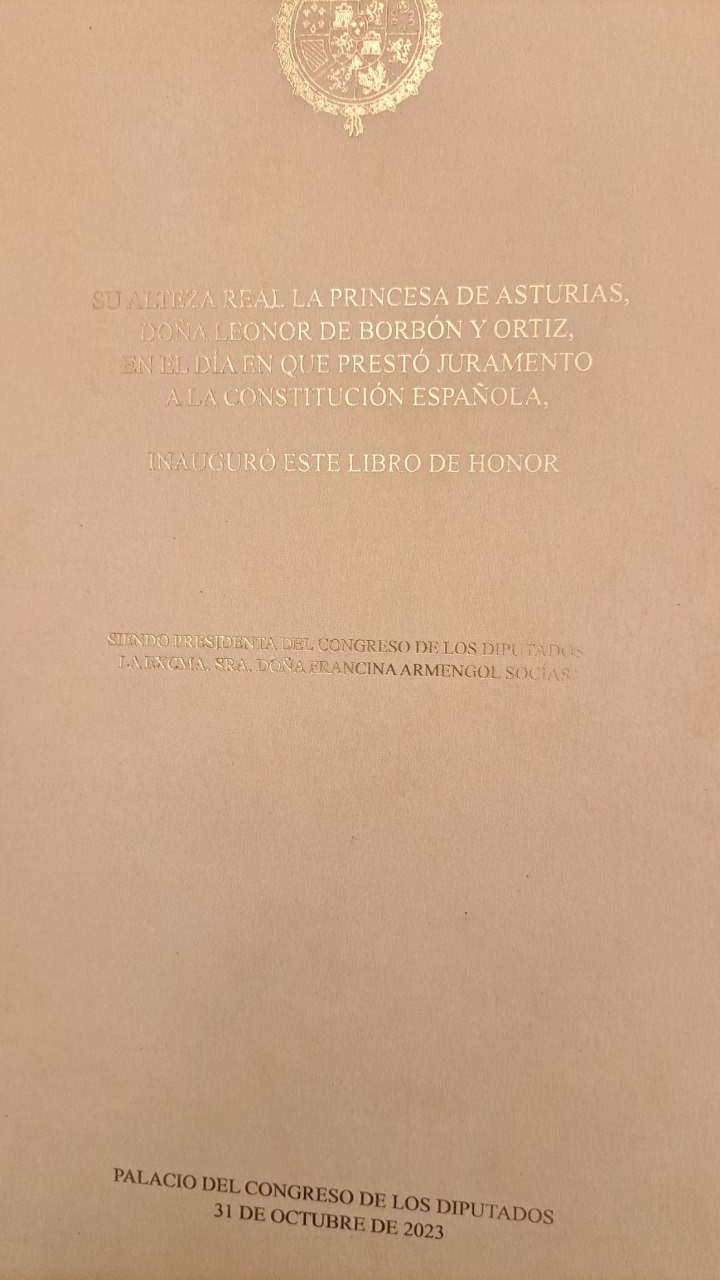 SU ALTEZA REAL LA PRINCESA DE ASTURIAS,
DOÑA LEONOR DE BORBÓN Y ORTIZ,
EN EL DÍA EN QUE PRESTÓ JURAMENTO
A LA CONSTITUCIÓN ESPAÑOLA,
INAUGURÓ ESTE LIBRO DE HONOR
SIENDO PRESIDENTA DEL CONGRESO DE LOS DIPUTADOS
LA EXCMA. SRA. DOÑA FRANCINA ARMENGOL SOCÍAS
PALACIO DEL CONGRESO DE LOS DIPUTADOS
31 DE OCTUBRE DE 2023